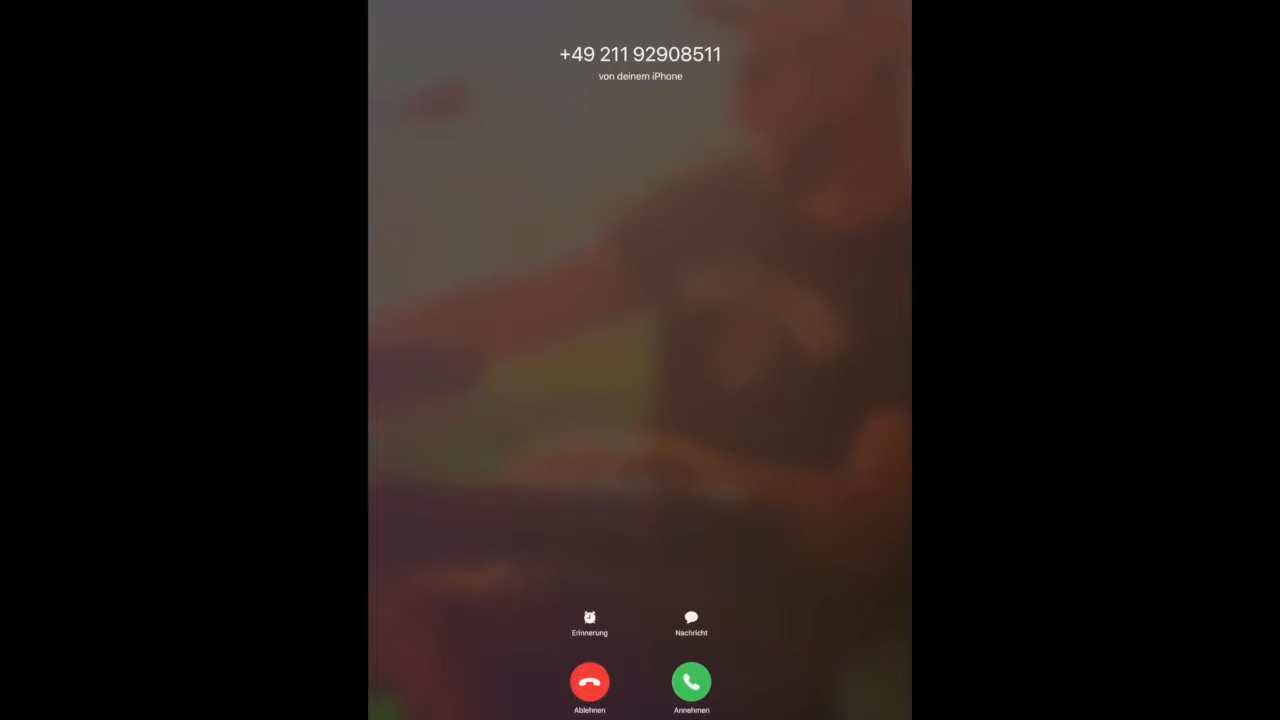 +49 211 92908511
von deinem iPhone
Erinnerung
Nachricht
Ablehnen
Annehmen